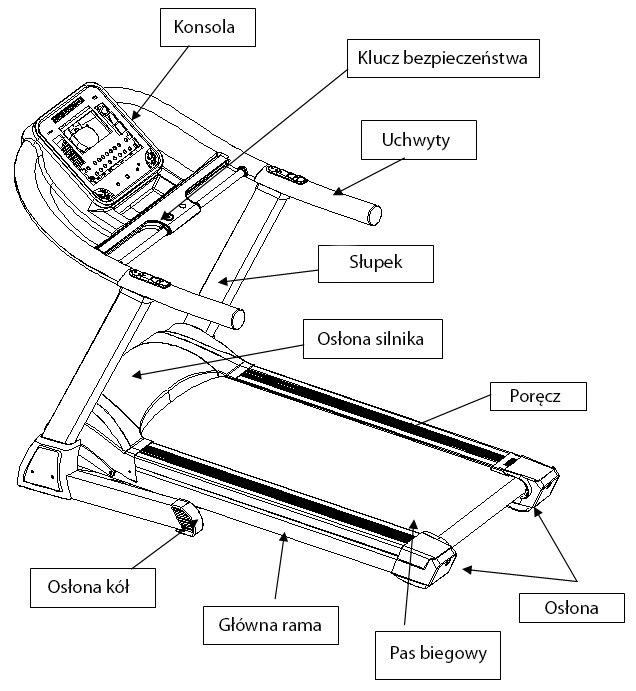 Konsola
Klucz bezpieczeństwa
Uchwyty
Słupek
Osłona silnika
Poręcz
Osłona kół
Główna rama
Pas biegowy
Osłona